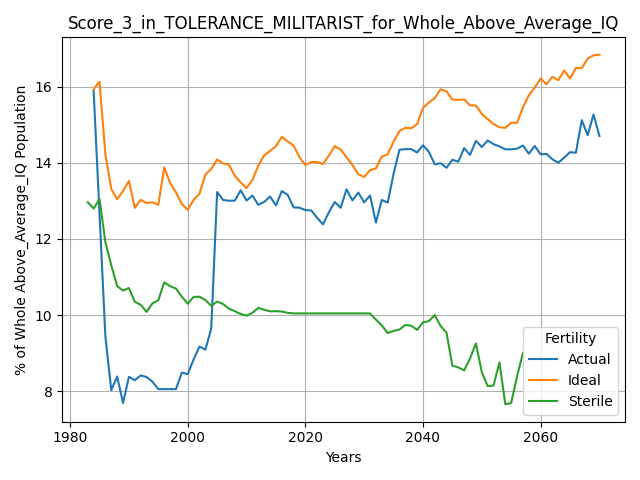 Score_3_in_TOLERANCE_MILITARIST_for_Whole_Above_Average_IQ
% of Whole Above_Average_IQ Population
16
14
12
10
8
1980
2000
2020
2040
2060
Years
Fertility
Actual
Ideal
Sterile